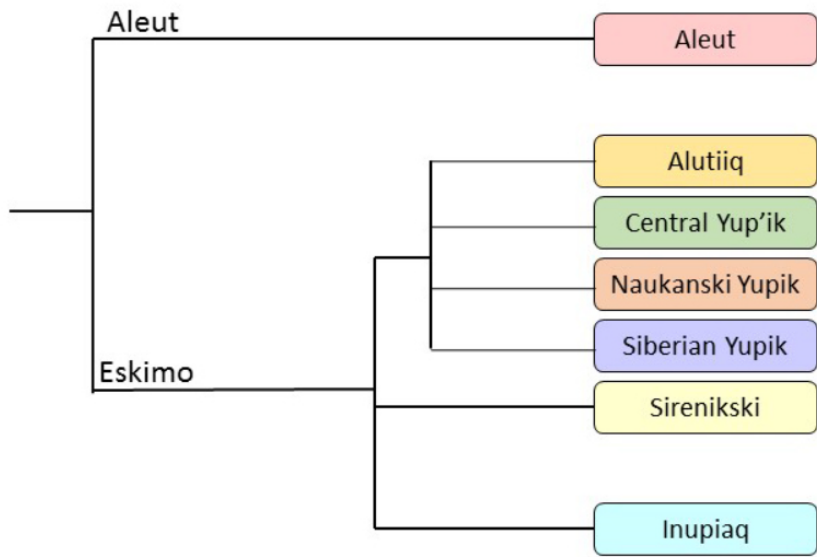 Aleut
Aleut
Alutiiq
Central Yup’ik
Naukanski Yupik
Siberian Yupik
Eskimo
Sirenikski
Inupiaq